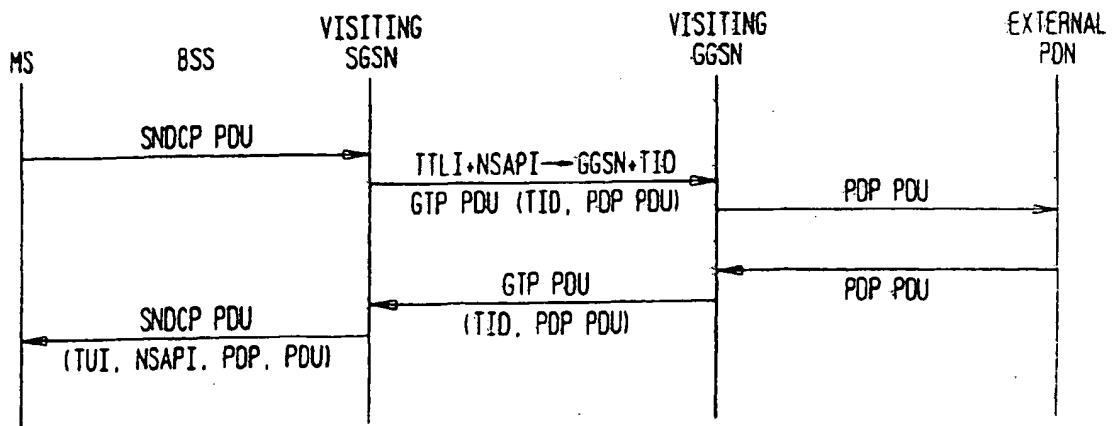 MS
BSS
VISITING
SGSN
VISITING
GGSN
EXTERNAL
PDN
SNDCP PDU
TTLI+NSAPI→GGSN+TID
GTP PDU (TID, PDP PDU)
PDP PDU
PDP PDU
GTP PDU
(TID, PDP PDU)
SNDCP PDU
(TUI, NSAPI, PDP, PDU)